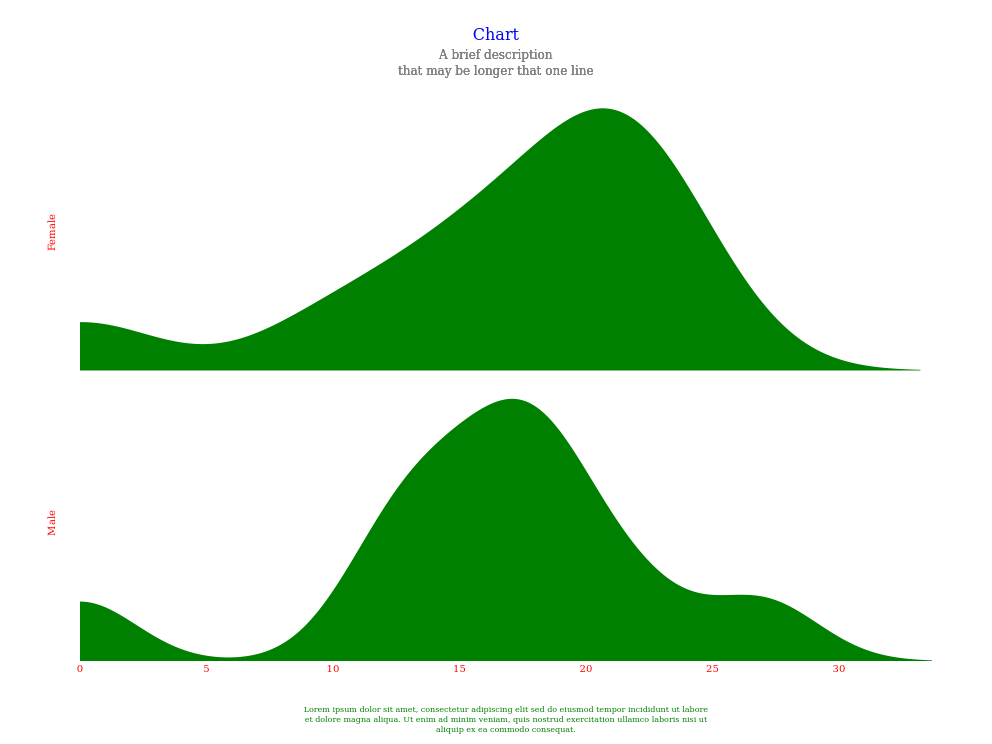 Chart
A brief description
that may be longer that one line
Female
Male
0 5 10 15 20 25 30
Lorem ipsum dolor sit amet, consectetur adipiscing elit sed do eiusmod tempor incididunt ut labore
et dolore magna aliqua. Ut enim ad minim veniam, quis nostrud exercitation ullamco laboris nisi ut
aliquip ex ea commodo consequat.